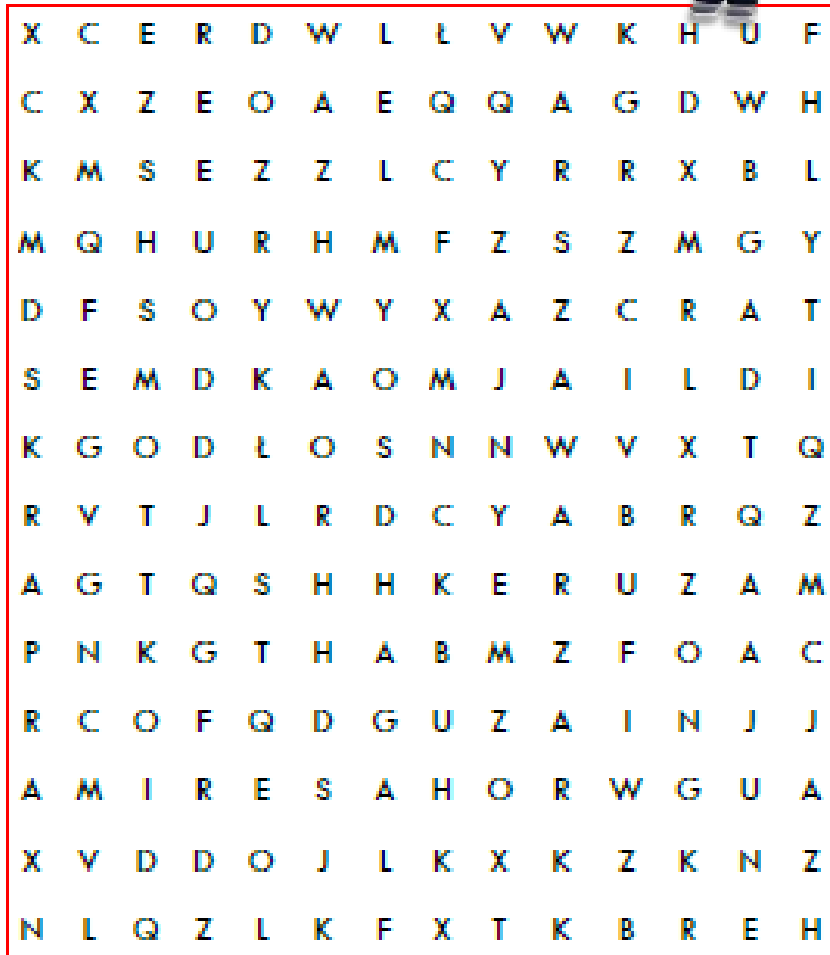 X C E R D W L Ł V W K H U F
C X Z E O A E Q Q A G D W H
K M S E Z Z L C Y R R X B L
M Q H U R H M F Z S Z M G Y
D F S O Y W Y X A Z C R A T
S E M D K A O M J A I L D I
K G O D Ł O S N N W V X T Q
R V T J L R D C Y A B R Q Z
A G T Q S H H K E R U Z A M
P N K G T H A B M Z F O A C
R C O F Q D G U Z A I N J J
A M I R E S A H O R W G U A
X V D D O J L K X K Z K N Z
N L Q Z L K F X T K B R E H